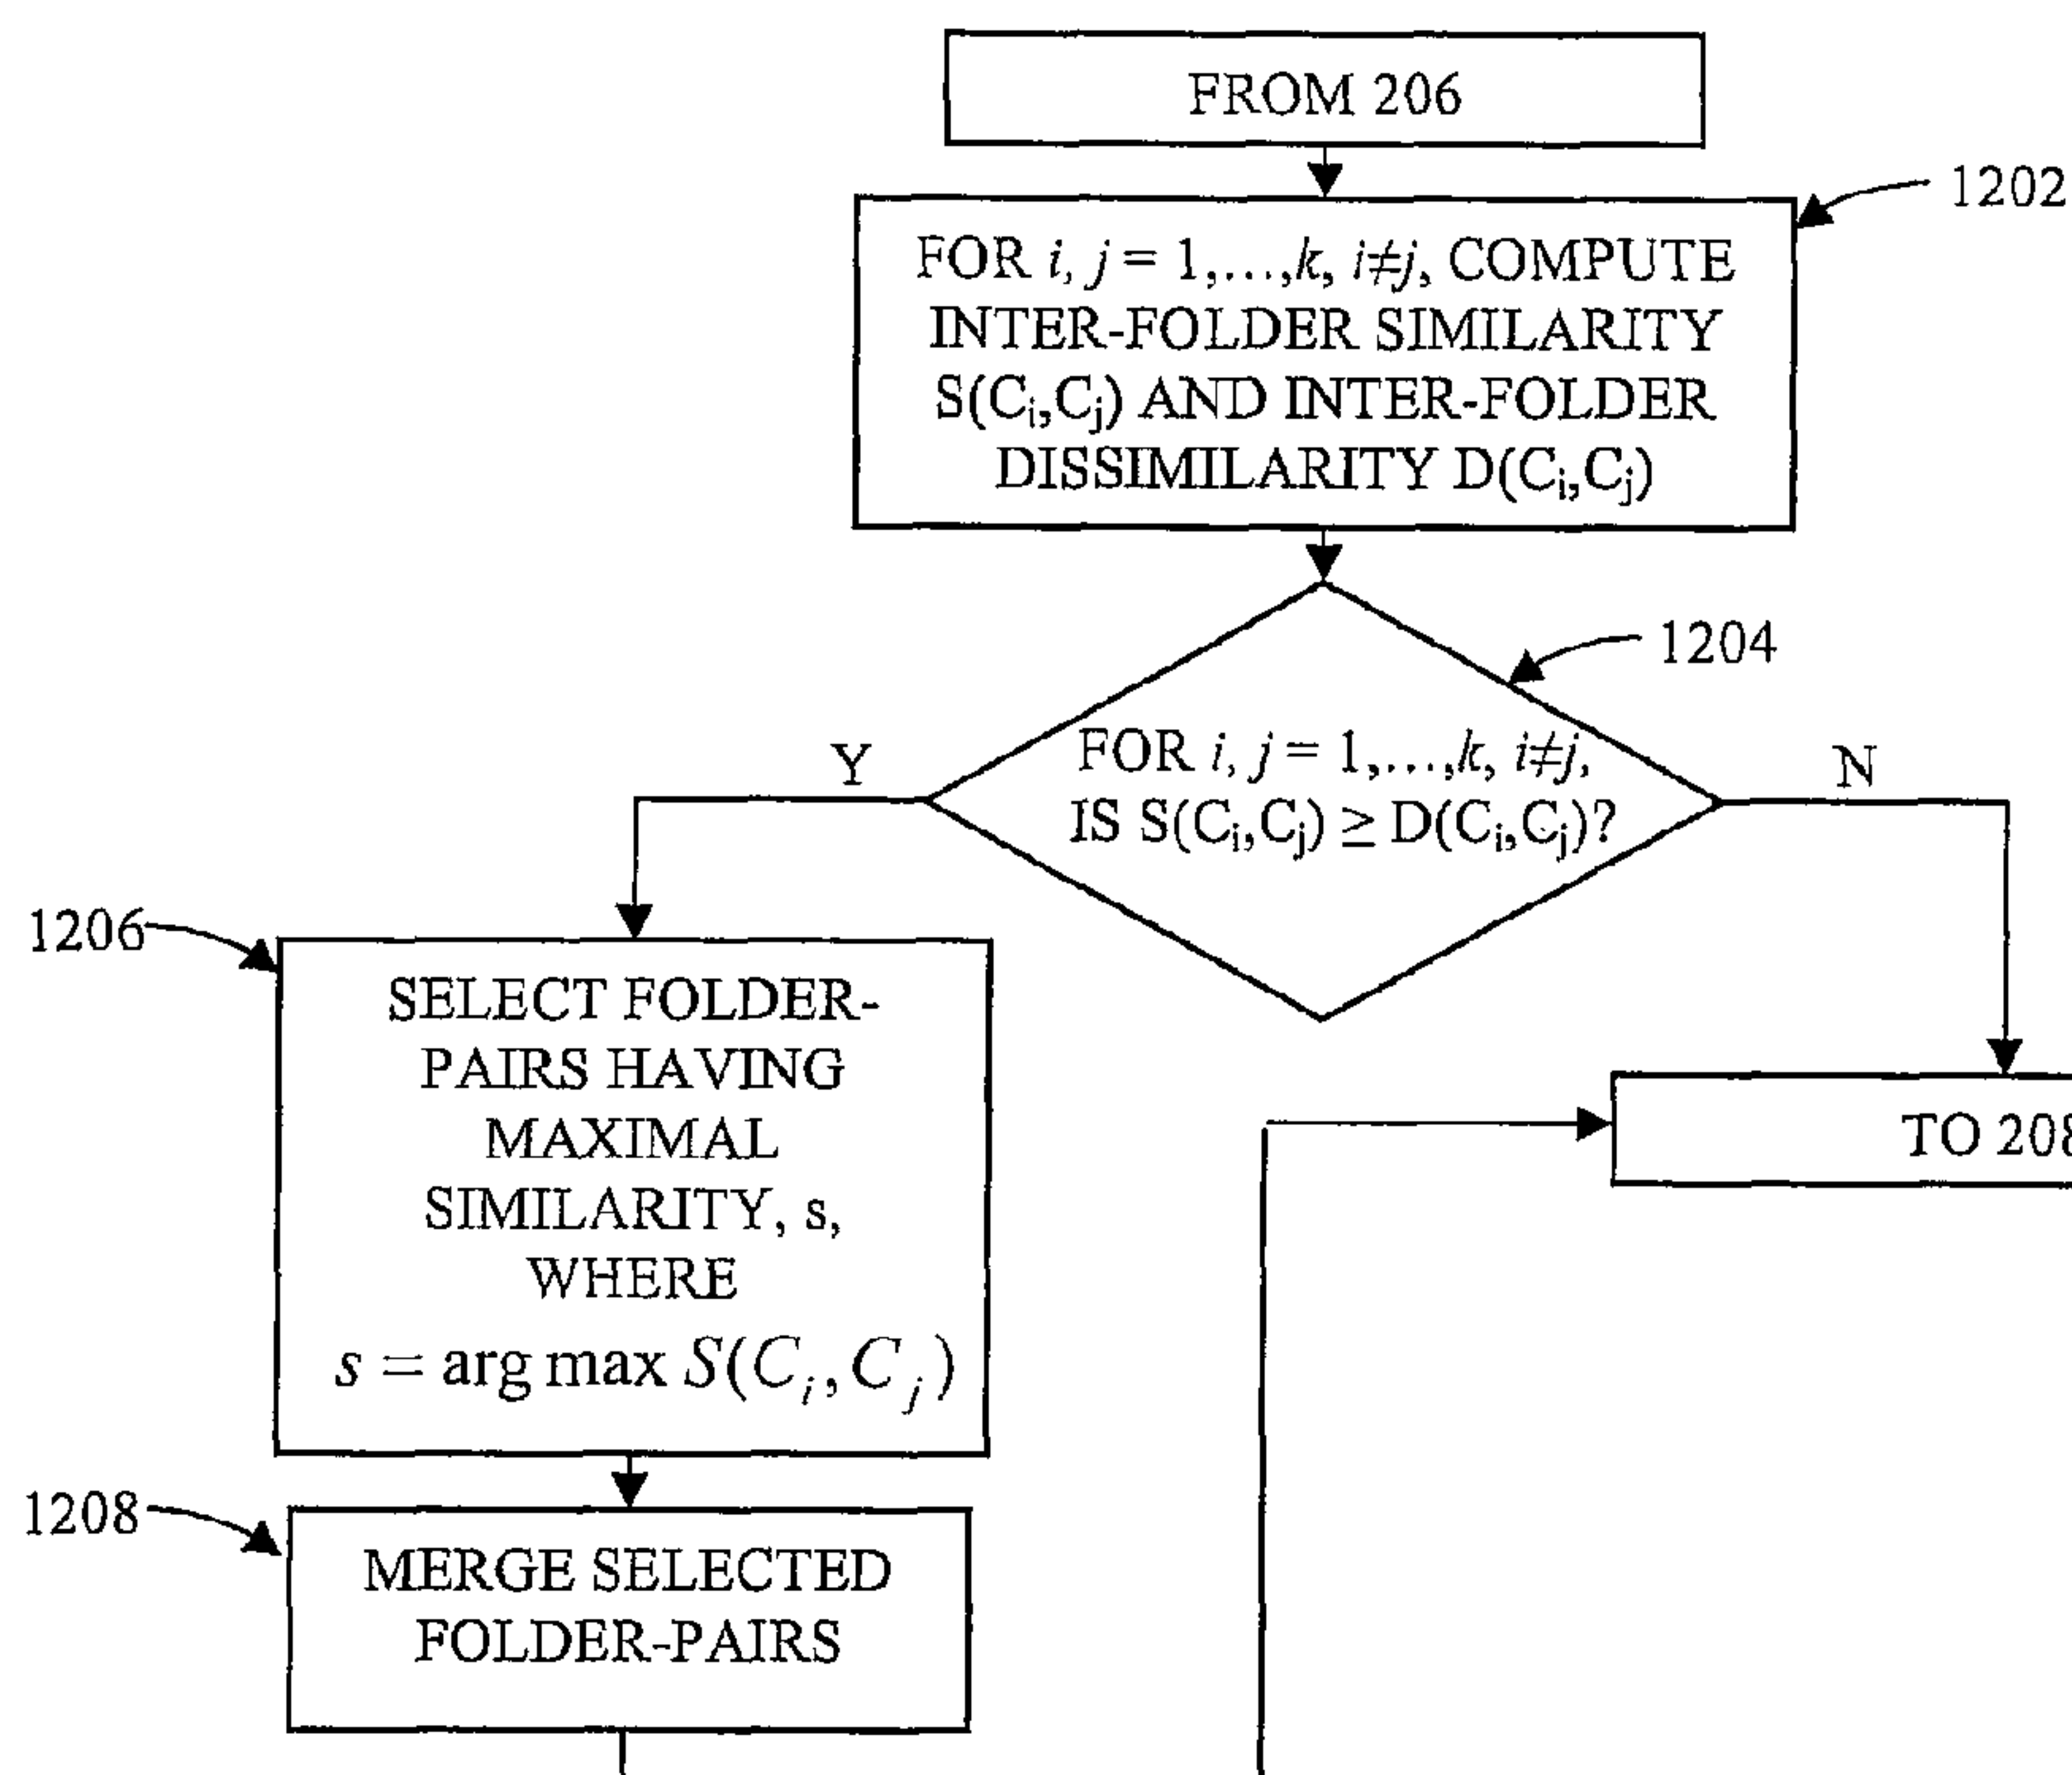 FROM 206
1202
FOR i, j = 1,...,k, i≠j, COMPUTE
INTER-FOLDER SIMILARITY
S(Cᵢ,Cⱼ) AND INTER-FOLDER
DISSIMILARITY D(Cᵢ,Cⱼ)
1204
FOR i, j = 1,...,k, i≠j,
IS S(Cᵢ,Cⱼ) ≥ D(Cᵢ,Cⱼ)?
Y
N
1206
SELECT FOLDER-
PAIRS HAVING
MAXIMAL
SIMILARITY, s,
WHERE
s = arg max S(Cᵢ, Cⱼ)
TO 208
1208
MERGE SELECTED
FOLDER-PAIRS